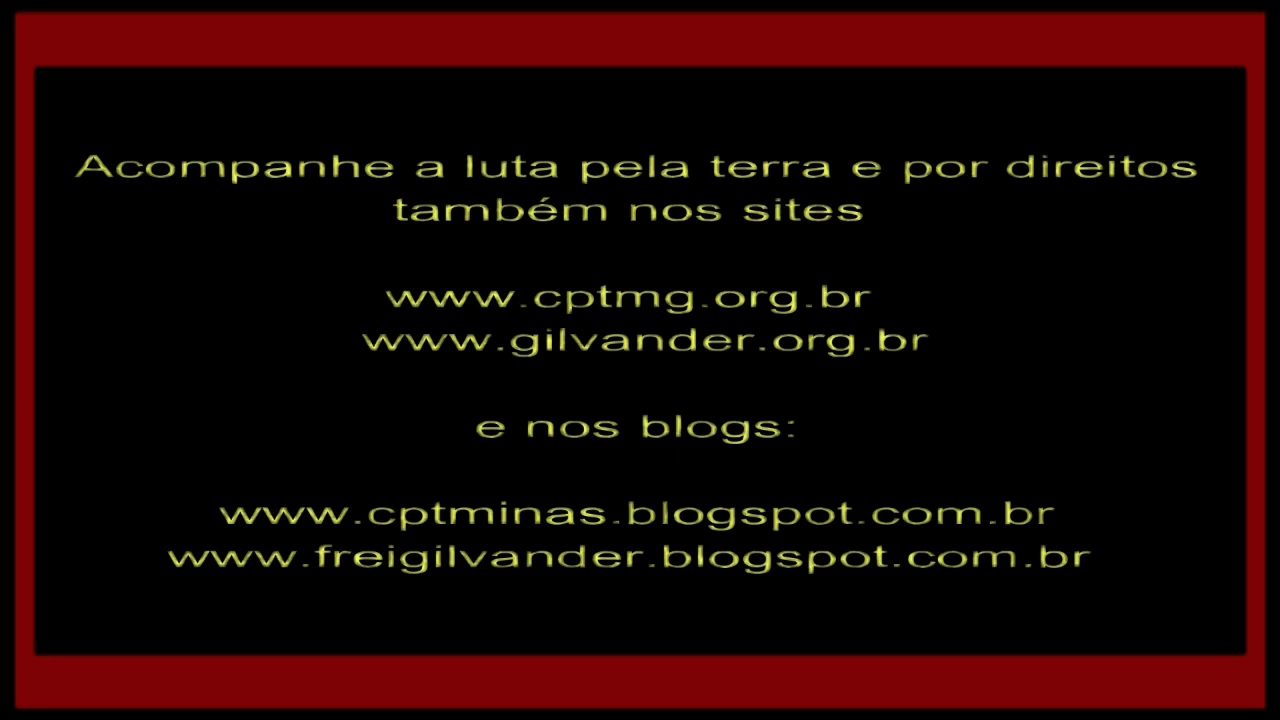 Acompanhe a luta pela terra e por direitos
também nos sites
www.cptmg.org.br
www.gilvander.org.br
e nos blogs:
www.cptminas.blogspot.com.br
www.freigilvander.blogspot.com.br